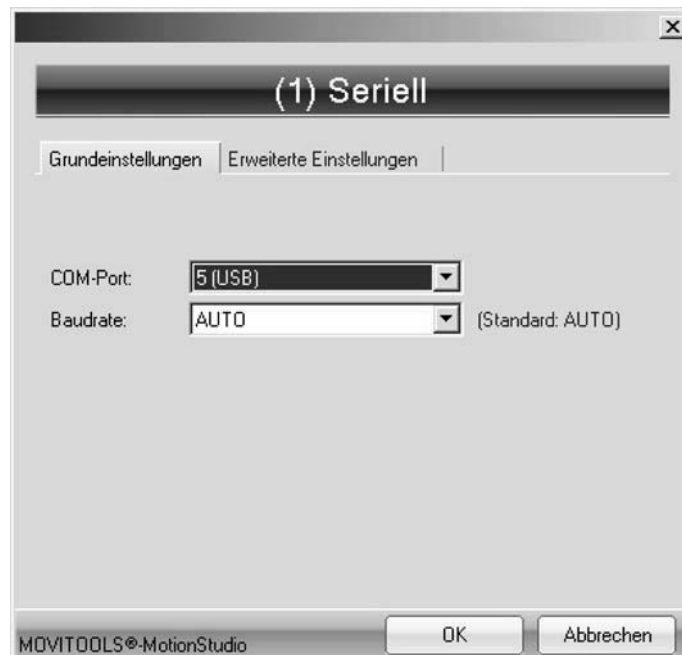 (1) Seriell
Grundeinstellungen Erweiterte Einstellungen
COM-Port: 5 (USB)
Baudrate: AUTO (Standard: AUTO)
MOVITOOLS®-MotionStudio OK Abbrechen